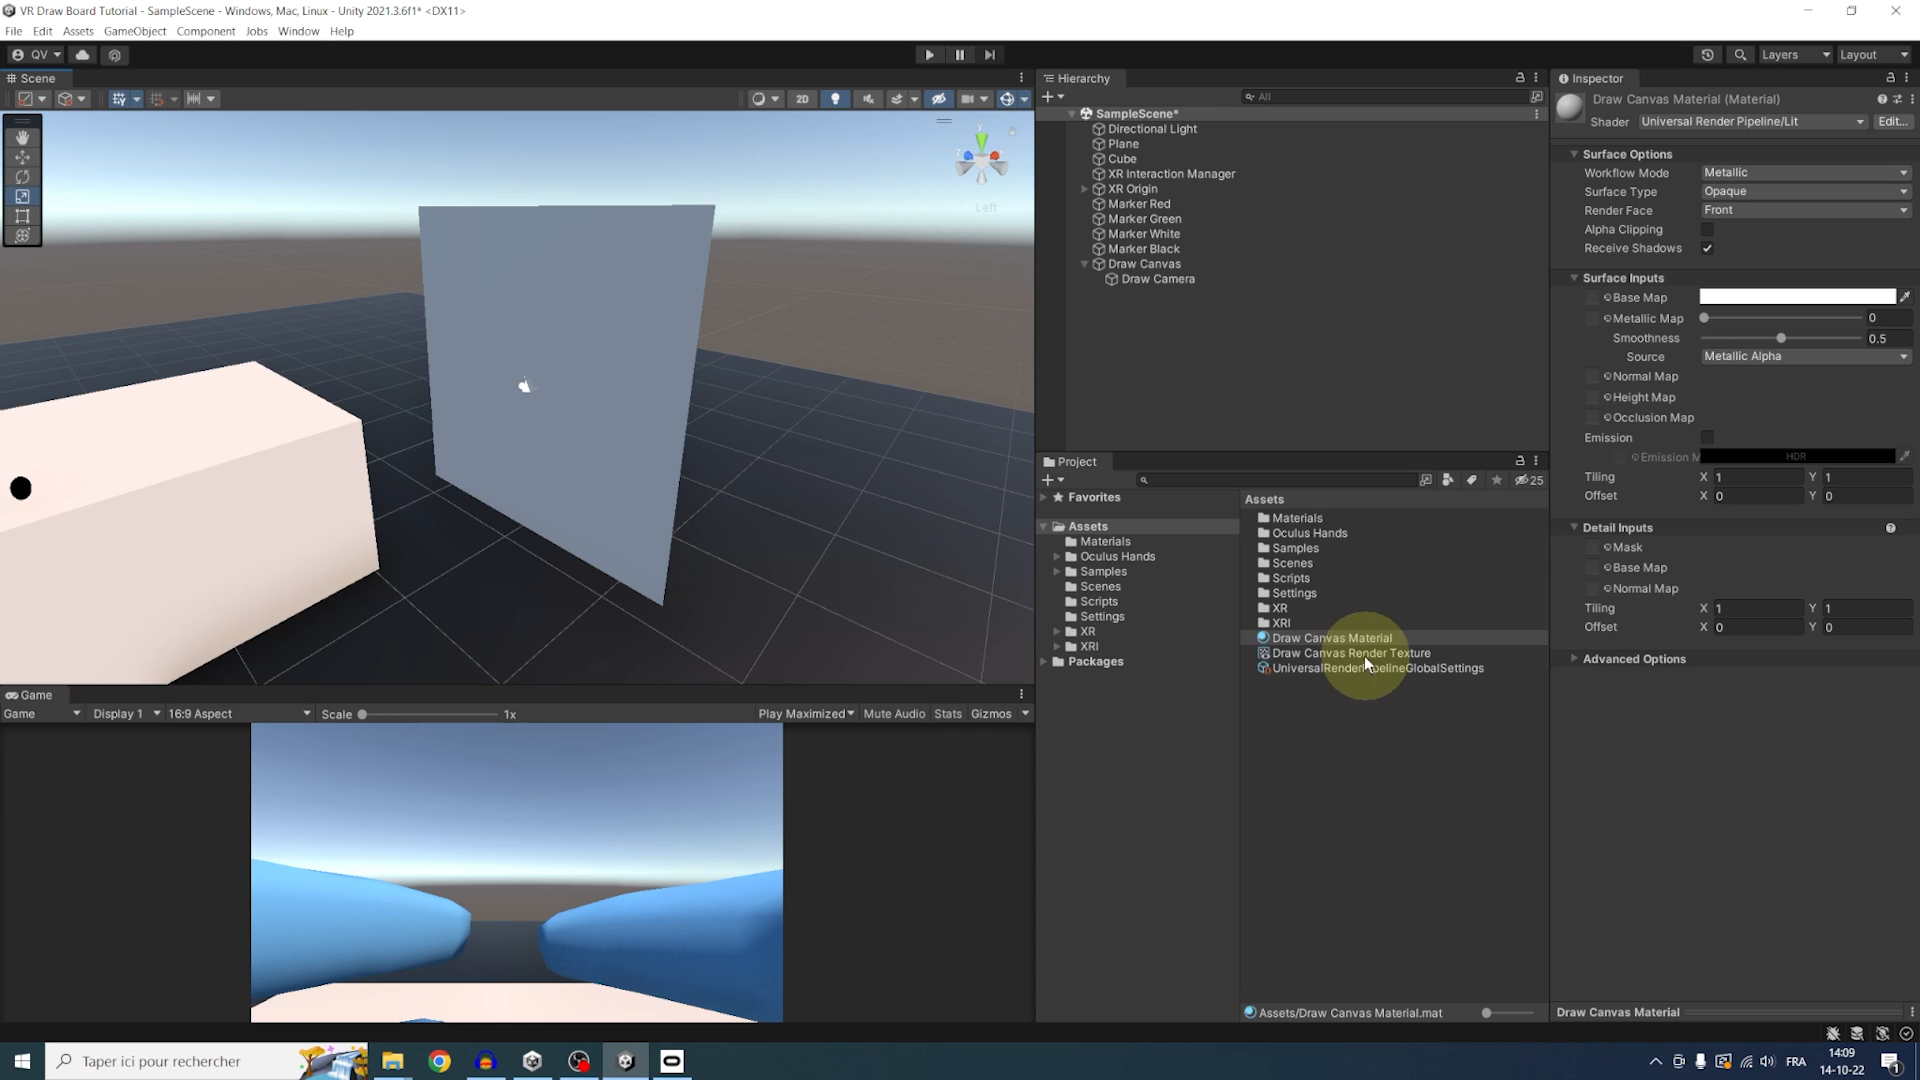 VR Draw Board Tutorial - SampleScene - Windows, Mac, Linux - Unity 2021.3.6f1* <DX11>
File Edit Assets GameObject Component Jobs Window Help
QV Layers Layout
Scene
2D
Left
Game
Game Display 1 16:9 Aspect Scale 1x Play Maximized Mute Audio Stats Gizmos
Hierarchy
All
SampleScene*
Directional Light
Plane
Cube
XR Interaction Manager
XR Origin
Marker Red
Marker Green
Marker White
Marker Black
Draw Canvas
Draw Camera
Project
25
Favorites
Assets
Materials
Oculus Hands
Samples
Scenes
Scripts
Settings
XR
XRI
Packages
Assets
Materials
Oculus Hands
Samples
Scenes
Scripts
Settings
XR
XRI
Draw Canvas Material
Draw Canvas Render Texture
UniversalRenderPipelineGlobalSettings
Assets/Draw Canvas Material.mat
Inspector
Draw Canvas Material (Material)
Shader Universal Render Pipeline/Lit Edit...
Surface Options
Workflow Mode Metallic
Surface Type Opaque
Render Face Front
Alpha Clipping
Receive Shadows
Surface Inputs
Base Map
Metallic Map 0
Smoothness 0.5
Source Metallic Alpha
Normal Map
Height Map
Occlusion Map
Emission
Emission M HDR
Tiling X 1 Y 1
Offset X 0 Y 0
Detail Inputs
Mask
Base Map
Normal Map
Tiling X 1 Y 1
Offset X 0 Y 0
Advanced Options
Draw Canvas Material
Taper ici pour rechercher
FRA
14:09
14-10-22
1